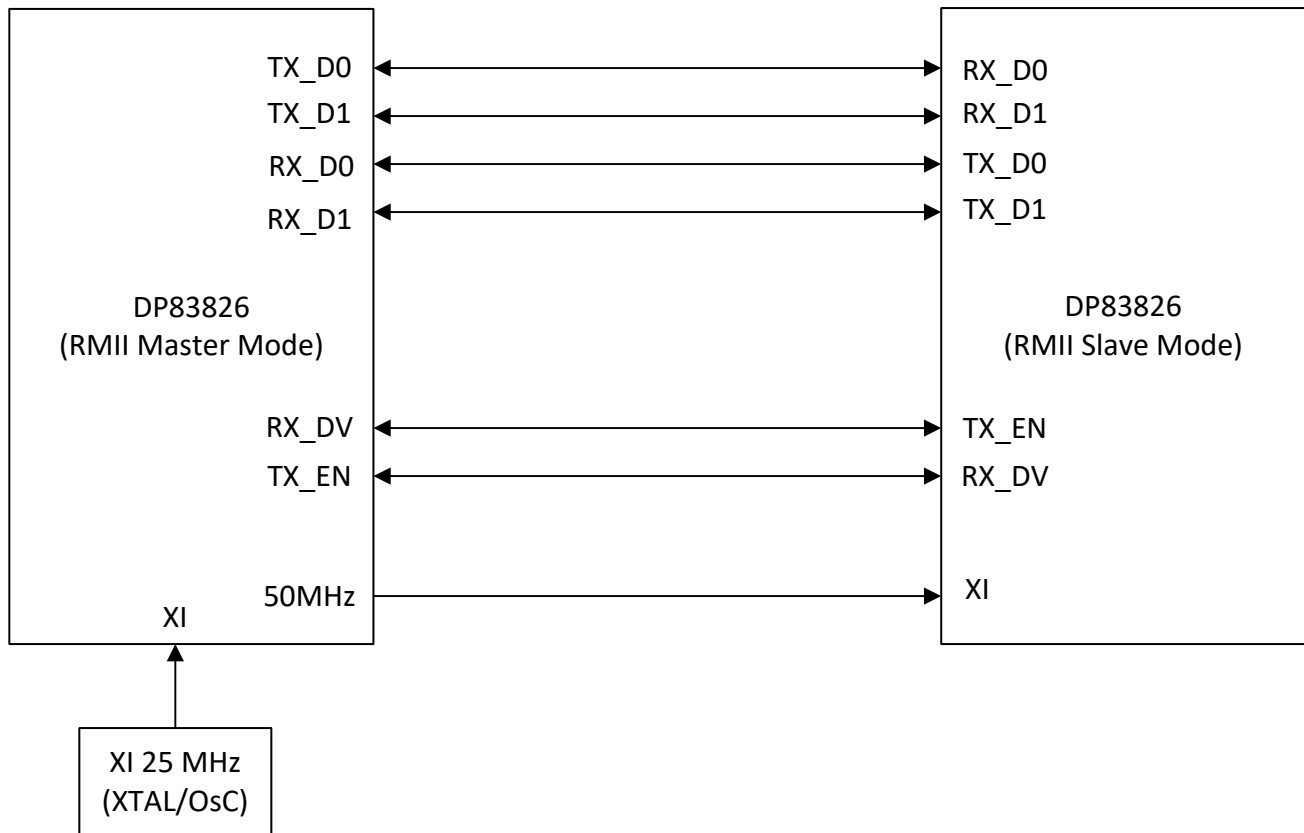 TX_D0
TX_D1
RX_D0
RX_D1
DP83826
(RMII Master Mode)
RX_DV
TX_EN
50MHz
XI
XI 25 MHz
(XTAL/OsC)
RX_D0
RX_D1
TX_D0
TX_D1
DP83826
(RMII Slave Mode)
TX_EN
RX_DV
XI